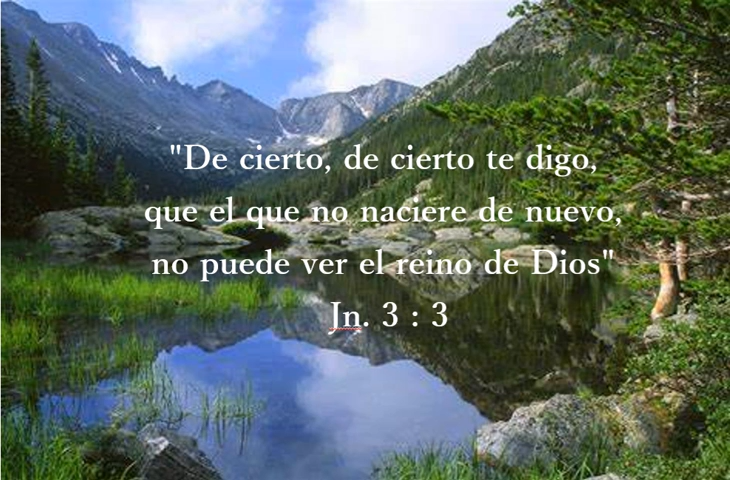 "De cierto, de cierto te digo,
que el que no naciere de nuevo,
no puede ver el reino de Dios"
Jn. 3 : 3